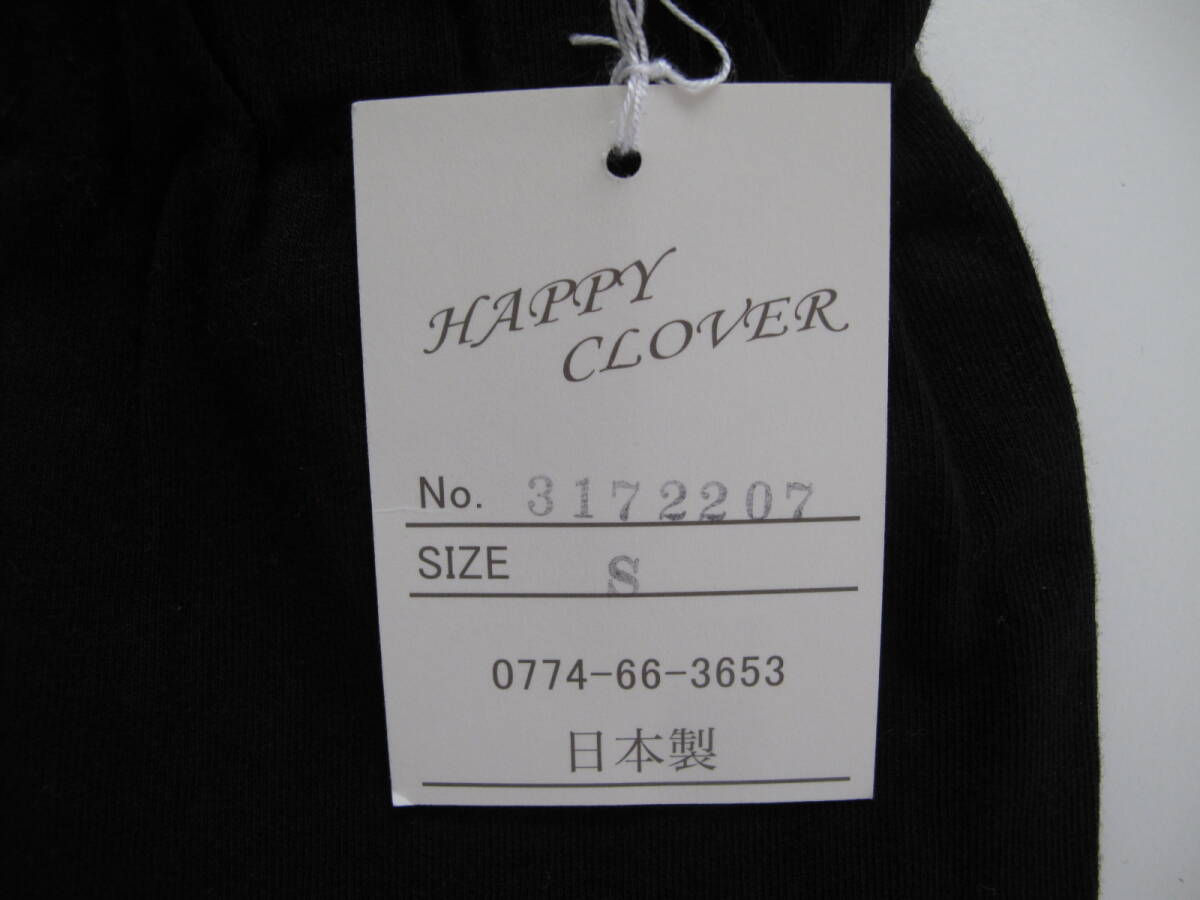 HAPPY
CLOVER
No. 3172207
SIZE S
0774-66-3653
日本製